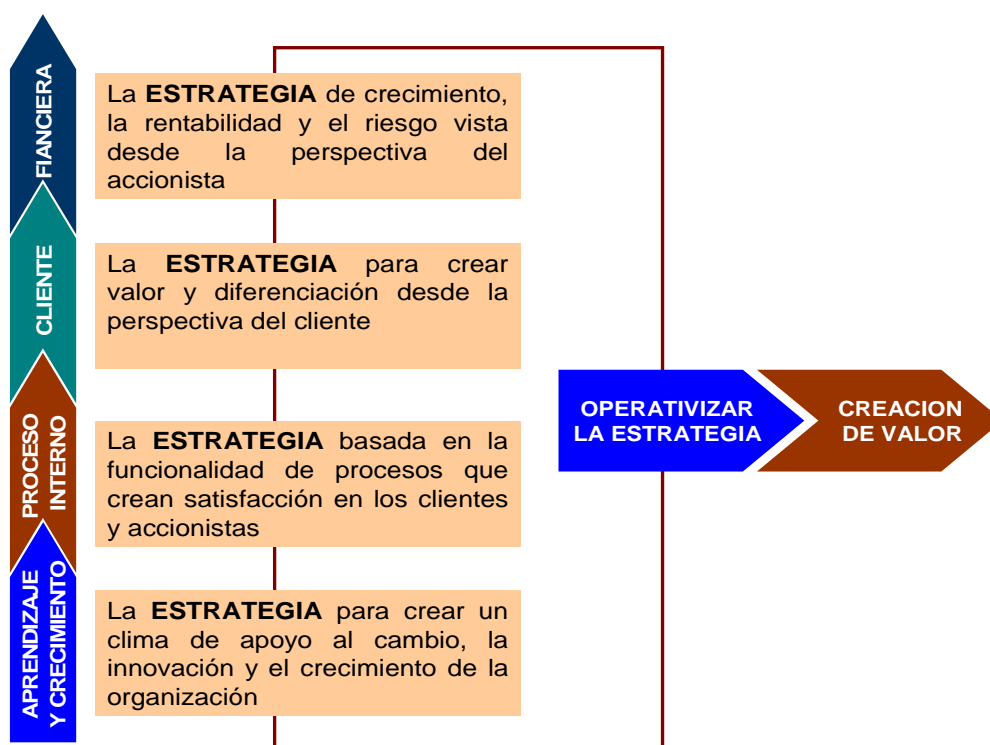 FIANCIERA
La ESTRATEGIA de crecimiento,
la rentabilidad y el riesgo vista
desde la perspectiva del
accionista
CLIENTE
La ESTRATEGIA para crear
valor y diferenciación desde la
perspectiva del cliente
PROCESO
INTERNO
La ESTRATEGIA basada en la
funcionalidad de procesos que
crean satisfacción en los clientes
y accionistas
APRENDIZAJE
Y CRECIMIENTO
La ESTRATEGIA para crear un
clima de apoyo al cambio, la
innovación y el crecimiento de la
organización
OPERATIVIZAR
LA ESTRATEGIA
CREACION
DE VALOR